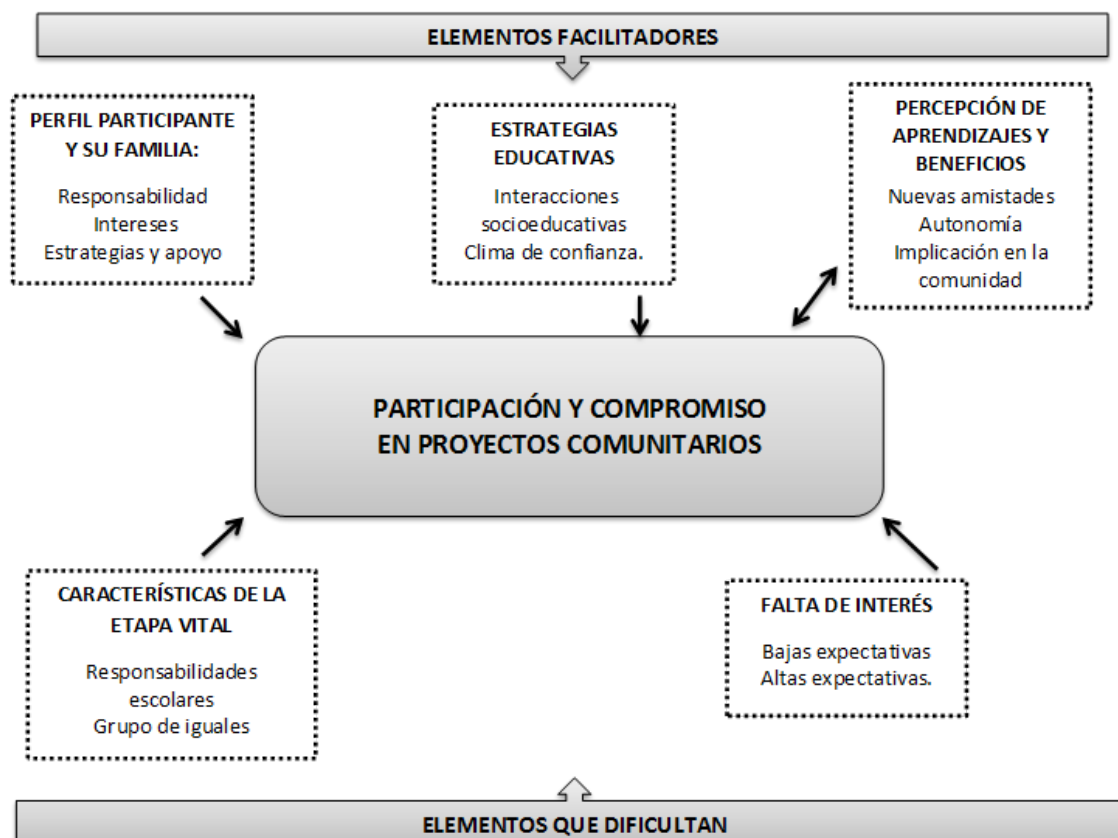 ELEMENTOS FACILITADORES
PERFIL PARTICIPANTE
Y SU FAMILIA:
Responsabilidad
Intereses
Estrategias y apoyo
ESTRATEGIAS
EDUCATIVAS
Interacciones
socioeducativas
Clima de confianza.
PERCEPCIÓN DE
APRENDIZAJES Y
BENEFICIOS
Nuevas amistades
Autonomía
Implicación en la
comunidad
PARTICIPACIÓN Y COMPROMISO
EN PROYECTOS COMUNITARIOS
CARACTERÍSTICAS DE LA
ETAPA VITAL
Responsabilidades
escolares
Grupo de iguales
FALTA DE INTERÉS
Bajas expectativas
Altas expectativas.
ELEMENTOS QUE DIFICULTAN